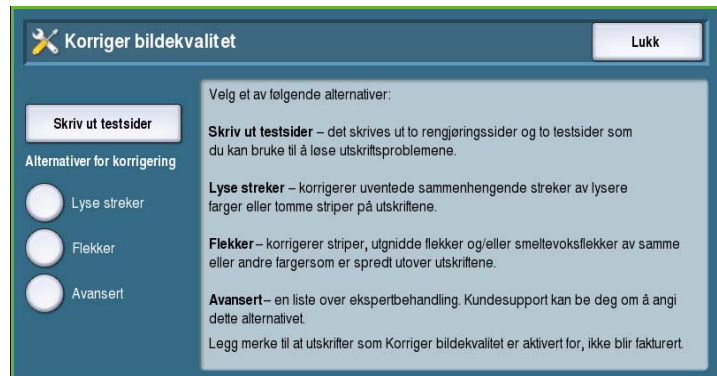 Korriger bildekvalitet
Lukk
Skriv ut testsider
Alternativer for korrigering
Lyse streker
Flekker
Avansert
Velg et av følgende alternativer:
Skriv ut testsider – det skrives ut to rengjøringssider og to testsider som
du kan bruke til å løse utskriftsproblemene.
Lyse streker – korrigerer uventede sammenhengende streker av lysere
farger eller tomme striper på utskriftene.
Flekker – korrigerer striper, utgnidde flekker og/eller smeltevoksflekker av samme
eller andre fargersom er spredt utover utskriftene.
Avansert – en liste over ekspertbehandling. Kundesupport kan be deg om å angi
dette alternativet.
Legg merke til at utskrifter som Korriger bildekvalitet er aktivert for, ikke blir fakturert.